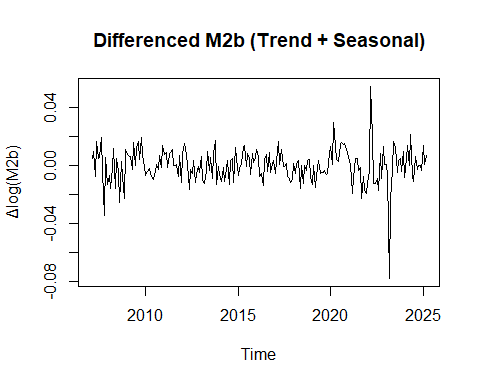 Differenced M2b (Trend + Seasonal)
Δlog(M2b)
0.04
0.00
-0.04
-0.08
2010 2015 2020 2025
Time